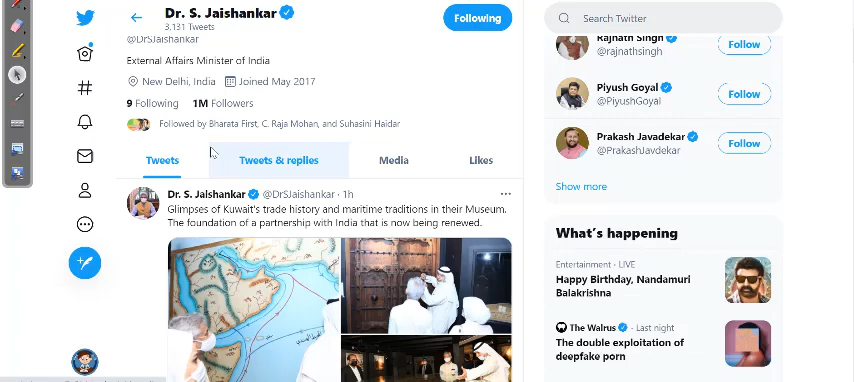 Dr. S. Jaishankar
3,131 Tweets
Following
@DrSJaishankar
External Affairs Minister of India
New Delhi, India Joined May 2017
9 Following 1M Followers
Followed by Bharata First, C. Raja Mohan, and Suhasini Haidar
Tweets Tweets & replies Media Likes
Dr. S. Jaishankar @DrSJaishankar · 1h
Glimpses of Kuwait's trade history and maritime traditions in their Museum.
The foundation of a partnership with India that is now being renewed.
Search Twitter
Rajnath Singh
@rajnathsingh
Follow
Piyush Goyal
@PiyushGoyal
Follow
Prakash Javadekar
@PrakashJavdekar
Follow
Show more
What's happening
Entertainment · LIVE
Happy Birthday, Nandamuri
Balakrishna
The Walrus · Last night
The double exploitation of
deepfake porn